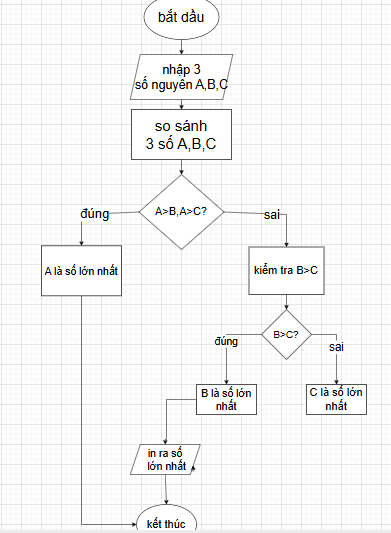 bắt dầu
nhập 3
số nguyên A,B,C
so sánh
3 số A,B,C
A>B,A>C?
đúng
sai
A là số lớn nhất
kiểm tra B>C
B>C?
đúng
sai
B là số lớn
nhất
C là số lớn
nhất
in ra số
lớn nhất
kết thúc